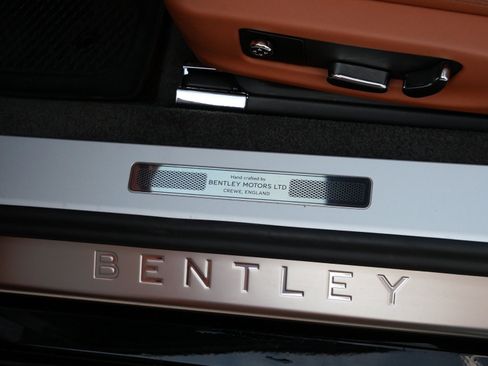 Hand crafted by
BENTLEY MOTORS LTD
CREWE, ENGLAND
BENTLEY